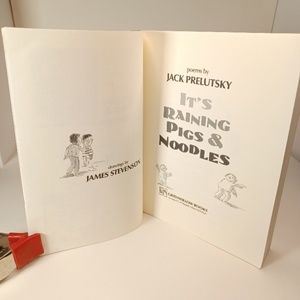 drawings by
JAMES STEVENSON
poems by
JACK PRELUTSKY
IT'S
RAINING
PIGS &
NOODLES
GREENWILLOW BOOKS